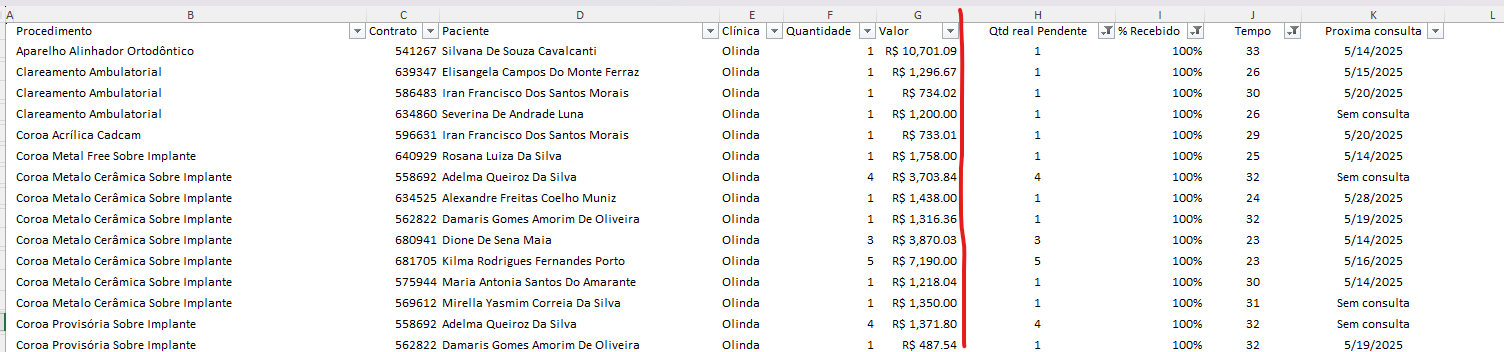 A B C D E F G H I J K L
Procedimento Contrato Paciente Clínica Quantidade Valor Qtd real Pendente % Recebido Tempo Proxima consulta
Aparelho Alinhador Ortodôntico 541267 Silvana De Souza Cavalcanti Olinda 1 R$ 10,701.09 1 100% 33 5/14/2025
Clareamento Ambulatorial 639347 Elisangela Campos Do Monte Ferraz Olinda 1 R$ 1,296.67 1 100% 26 5/15/2025
Clareamento Ambulatorial 586483 Iran Francisco Dos Santos Morais Olinda 1 R$ 734.02 1 100% 30 5/20/2025
Clareamento Ambulatorial 634860 Severina De Andrade Luna Olinda 1 R$ 1,200.00 1 100% 26 Sem consulta
Coroa Acrílica Cadcam 596631 Iran Francisco Dos Santos Morais Olinda 1 R$ 733.01 1 100% 29 5/20/2025
Coroa Metal Free Sobre Implante 640929 Rosana Luiza Da Silva Olinda 1 R$ 1,758.00 1 100% 25 5/14/2025
Coroa Metalo Cerâmica Sobre Implante 558692 Adelma Queiroz Da Silva Olinda 4 R$ 3,703.84 4 100% 32 Sem consulta
Coroa Metalo Cerâmica Sobre Implante 634525 Alexandre Freitas Coelho Muniz Olinda 1 R$ 1,438.00 1 100% 24 5/28/2025
Coroa Metalo Cerâmica Sobre Implante 562822 Damaris Gomes Amorim De Oliveira Olinda 1 R$ 1,316.36 1 100% 32 5/19/2025
Coroa Metalo Cerâmica Sobre Implante 680941 Dione De Sena Maia Olinda 3 R$ 3,870.03 3 100% 23 5/14/2025
Coroa Metalo Cerâmica Sobre Implante 681705 Kilma Rodrigues Fernandes Porto Olinda 5 R$ 7,190.00 5 100% 23 5/16/2025
Coroa Metalo Cerâmica Sobre Implante 575944 Maria Antonia Santos Do Amarante Olinda 1 R$ 1,218.04 1 100% 30 5/14/2025
Coroa Metalo Cerâmica Sobre Implante 569612 Mirella Yasmim Correia Da Silva Olinda 1 R$ 1,350.00 1 100% 31 Sem consulta
Coroa Provisória Sobre Implante 558692 Adelma Queiroz Da Silva Olinda 4 R$ 1,371.80 4 100% 32 Sem consulta
Coroa Provisória Sobre Implante 562822 Damaris Gomes Amorim De Oliveira Olinda 1 R$ 487.54 1 100% 32 5/19/2025